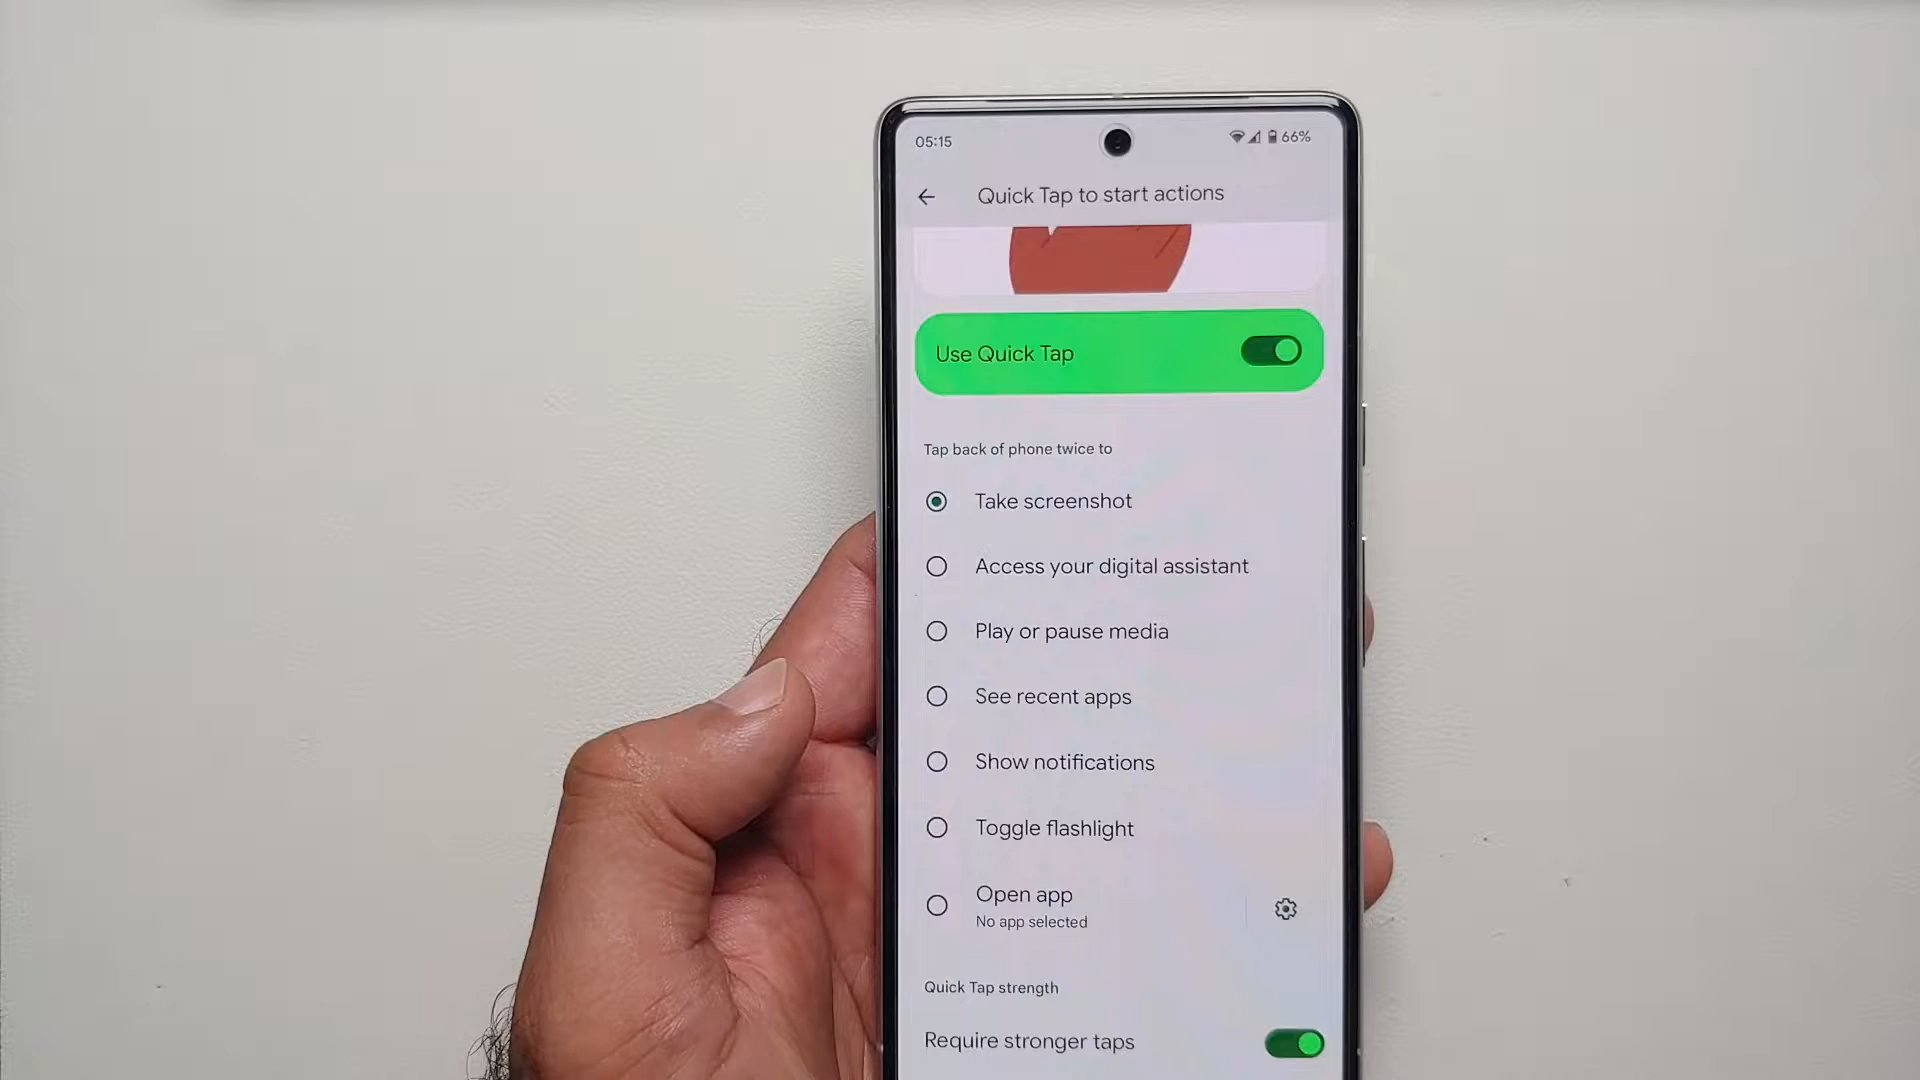 05:15
66%
Quick Tap to start actions
Use Quick Tap
Tap back of phone twice to
Take screenshot
Access your digital assistant
Play or pause media
See recent apps
Show notifications
Toggle flashlight
Open app
No app selected
Quick Tap strength
Require stronger taps